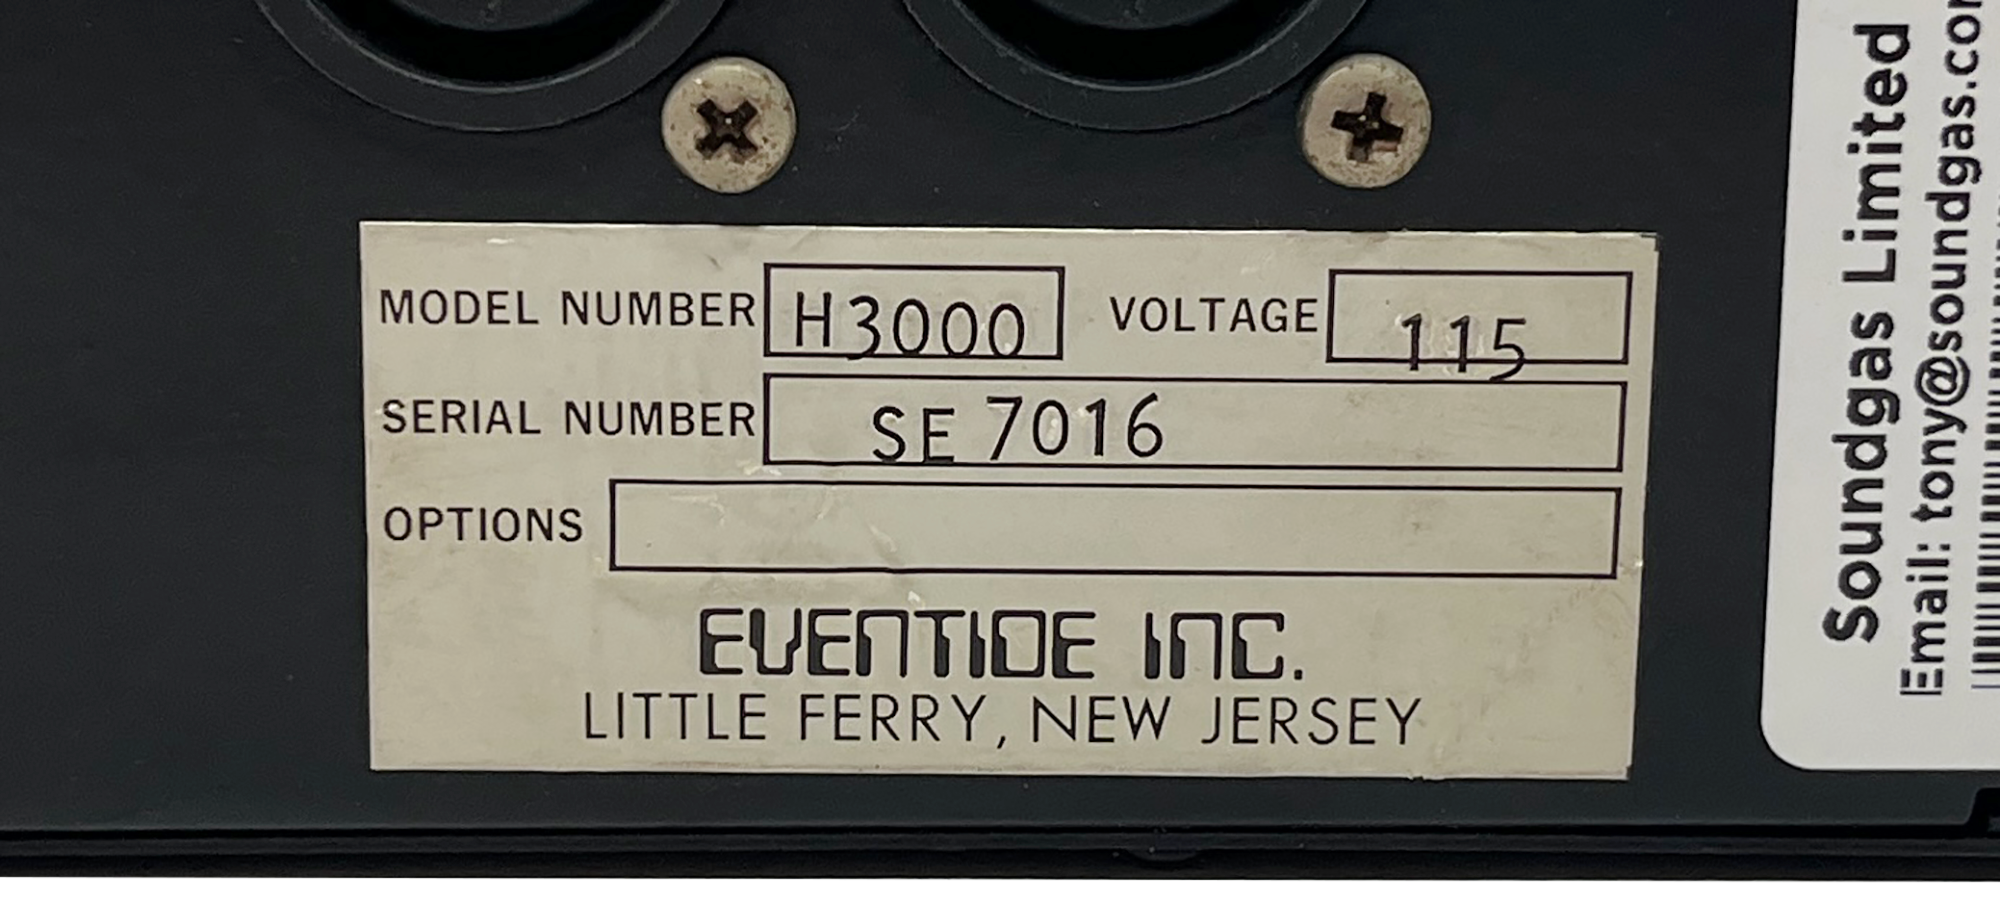 MODEL NUMBER H3000 VOLTAGE 115
SERIAL NUMBER SE 7016
OPTIONS
EVENTIDE INC.
LITTLE FERRY, NEW JERSEY
Soundgas Limited
Email: tony@soundgas.com